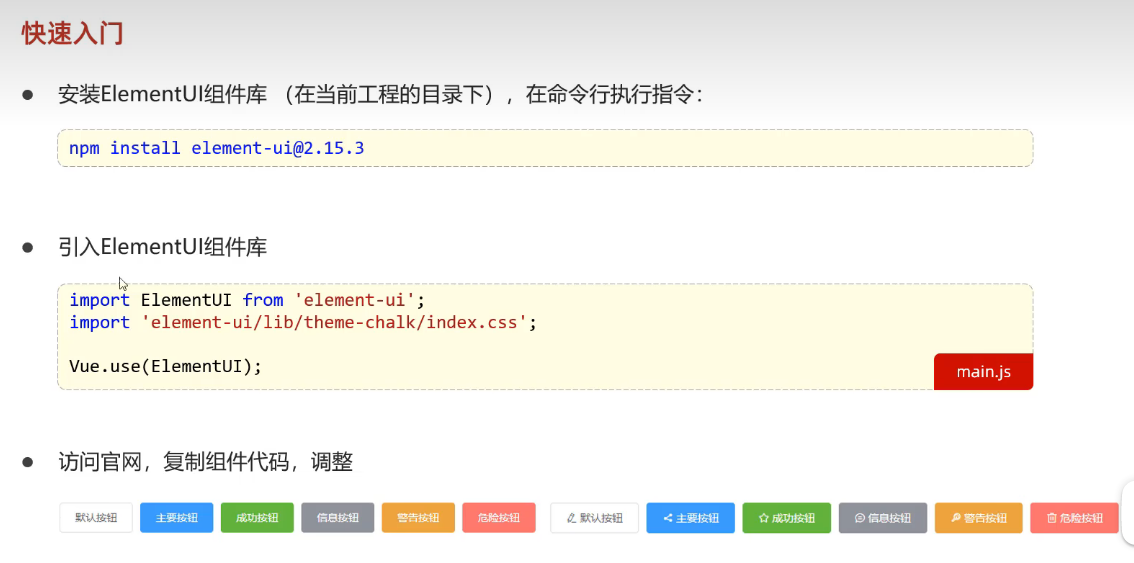 快速入门
安装ElementUI组件库 （在当前工程的目录下），在命令行执行指令：
npm install element-ui@2.15.3
引入ElementUI组件库
import ElementUI from 'element-ui';
import 'element-ui/lib/theme-chalk/index.css';
Vue.use(ElementUI);
main.js
访问官网，复制组件代码，调整
默认按钮 主要按钮 成功按钮 信息按钮 警告按钮 危险按钮 默认按钮 主要按钮 成功按钮 信息按钮 警告按钮 危险按钮